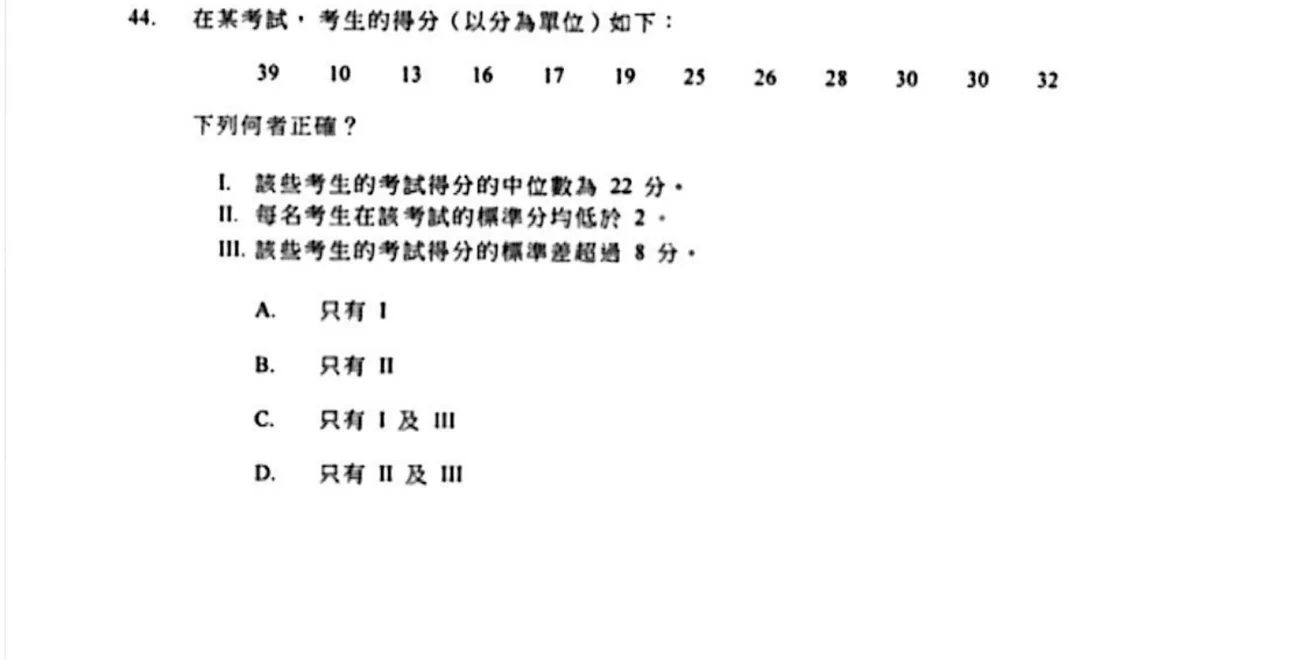 44. 在某考試，考生的得分（以分為單位）如下：
39 10 13 16 17 19 25 26 28 30 30 32
下列何者正確？
I. 該些考生的考試得分的中位數為 22 分。
II. 每名考生在該考試的標準分均低於 2。
III. 該些考生的考試得分的標準差超過 8 分。
A. 只有 I
B. 只有 II
C. 只有 I 及 III
D. 只有 II 及 III